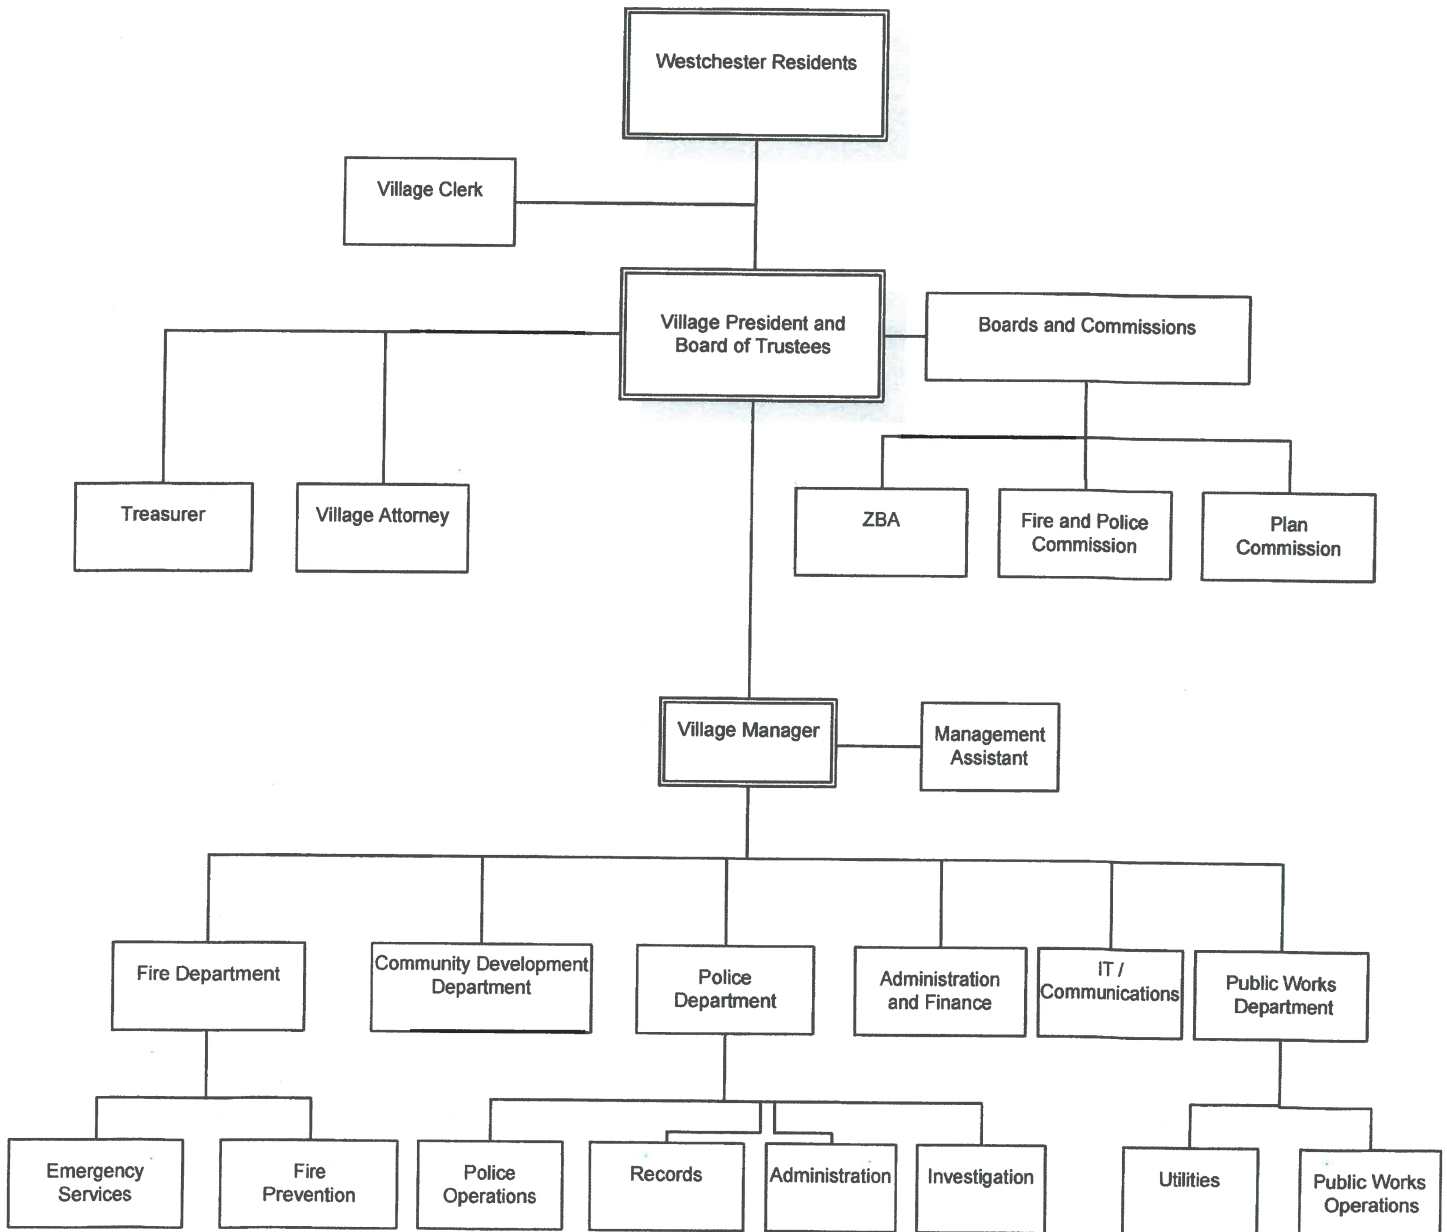 Westchester Residents
Village Clerk
Village President and
Board of Trustees
Boards and Commissions
Treasurer
Village Attorney
ZBA
Fire and Police
Commission
Plan
Commission
Village Manager
Management
Assistant
Fire Department
Community Development
Department
Police
Department
Administration
and Finance
IT /
Communications
Public Works
Department
Emergency
Services
Fire
Prevention
Police
Operations
Records
Administration
Investigation
Utilities
Public Works
Operations